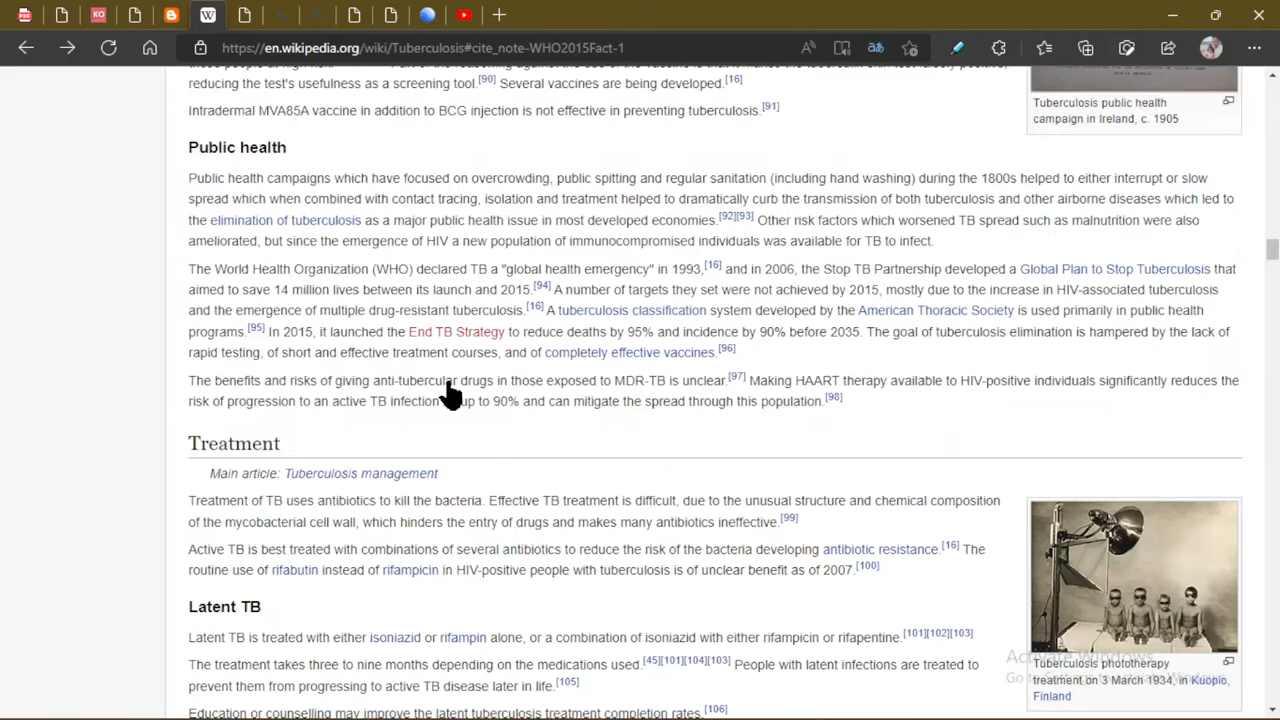 https://en.wikipedia.org/wiki/Tuberculosis#cite_note-WHO2015Fact-1
reducing the test's usefulness as a screening tool.[90] Several vaccines are being developed.[16]
Intradermal MVA85A vaccine in addition to BCG injection is not effective in preventing tuberculosis.[91]
Tuberculosis public health
campaign in Ireland, c. 1905
Public health
Public health campaigns which have focused on overcrowding, public spitting and regular sanitation (including hand washing) during the 1800s helped to either interrupt or slow
spread which when combined with contact tracing, isolation and treatment helped to dramatically curb the transmission of both tuberculosis and other airborne diseases which led to
the elimination of tuberculosis as a major public health issue in most developed economies.[92][93] Other risk factors which worsened TB spread such as malnutrition were also
ameliorated, but since the emergence of HIV a new population of immunocompromised individuals was available for TB to infect.
The World Health Organization (WHO) declared TB a "global health emergency" in 1993,[16] and in 2006, the Stop TB Partnership developed a Global Plan to Stop Tuberculosis that
aimed to save 14 million lives between its launch and 2015.[94] A number of targets they set were not achieved by 2015, mostly due to the increase in HIV-associated tuberculosis
and the emergence of multiple drug-resistant tuberculosis.[16] A tuberculosis classification system developed by the American Thoracic Society is used primarily in public health
programs.[95] In 2015, it launched the End TB Strategy to reduce deaths by 95% and incidence by 90% before 2035. The goal of tuberculosis elimination is hampered by the lack of
rapid testing, of short and effective treatment courses, and of completely effective vaccines.[96]
The benefits and risks of giving anti-tubercular drugs in those exposed to MDR-TB is unclear.[97] Making HAART therapy available to HIV-positive individuals significantly reduces the
risk of progression to an active TB infection up to 90% and can mitigate the spread through this population.[98]
Treatment
Main article: Tuberculosis management
Treatment of TB uses antibiotics to kill the bacteria. Effective TB treatment is difficult, due to the unusual structure and chemical composition
of the mycobacterial cell wall, which hinders the entry of drugs and makes many antibiotics ineffective.[99]
Active TB is best treated with combinations of several antibiotics to reduce the risk of the bacteria developing antibiotic resistance.[16] The
routine use of rifabutin instead of rifampicin in HIV-positive people with tuberculosis is of unclear benefit as of 2007.[100]
Latent TB
Latent TB is treated with either isoniazid or rifampin alone, or a combination of isoniazid with either rifampicin or rifapentine.[101][102][103]
The treatment takes three to nine months depending on the medications used.[45][101][104][103] People with latent infections are treated to
prevent them from progressing to active TB disease later in life.[105]
Education or counselling may improve the latent tuberculosis treatment completion rates.[106]
Activate Windows
Tuberculosis phototherapy
treatment on 3 March 1934, in Kuopio,
Finland